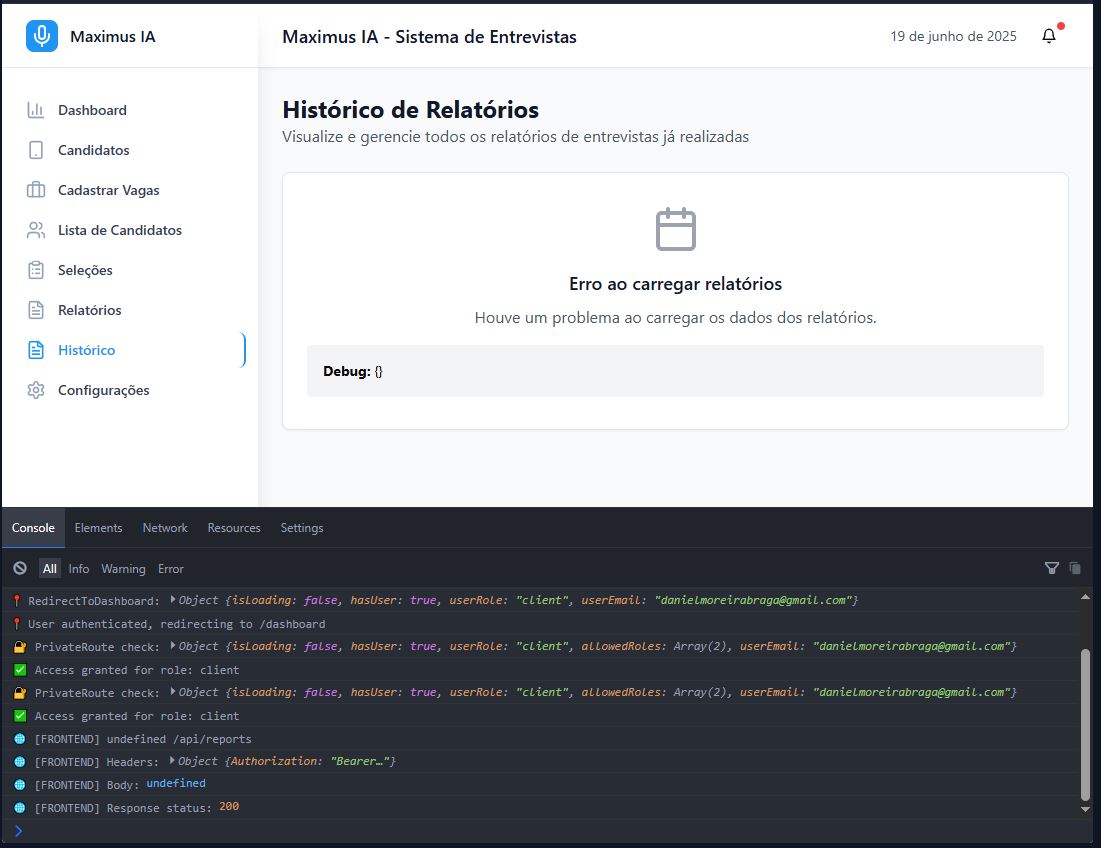 Maximus IA
Maximus IA - Sistema de Entrevistas
19 de junho de 2025
Dashboard
Candidatos
Cadastrar Vagas
Lista de Candidatos
Seleções
Relatórios
Histórico
Configurações
Histórico de Relatórios
Visualize e gerencie todos os relatórios de entrevistas já realizadas
Erro ao carregar relatórios
Houve um problema ao carregar os dados dos relatórios.
Debug: {}
Console Elements Network Resources Settings
All Info Warning Error
RedirectToDashboard: Object {isLoading: false, hasUser: true, userRole: "client", userEmail: "danielmoreirabraga@gmail.com"}
User authenticated, redirecting to /dashboard
PrivateRoute check: Object {isLoading: false, hasUser: true, userRole: "client", allowedRoles: Array(2), userEmail: "danielmoreirabraga@gmail.com"}
Access granted for role: client
PrivateRoute check: Object {isLoading: false, hasUser: true, userRole: "client", allowedRoles: Array(2), userEmail: "danielmoreirabraga@gmail.com"}
Access granted for role: client
[FRONTEND] undefined /api/reports
[FRONTEND] Headers: Object {Authorization: "Bearer…"}
[FRONTEND] Body: undefined
[FRONTEND] Response status: 200